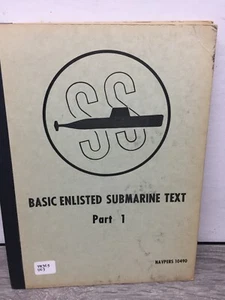 SS
BASIC ENLISTED SUBMARINE TEXT
Part 1
NAVPERS 10490